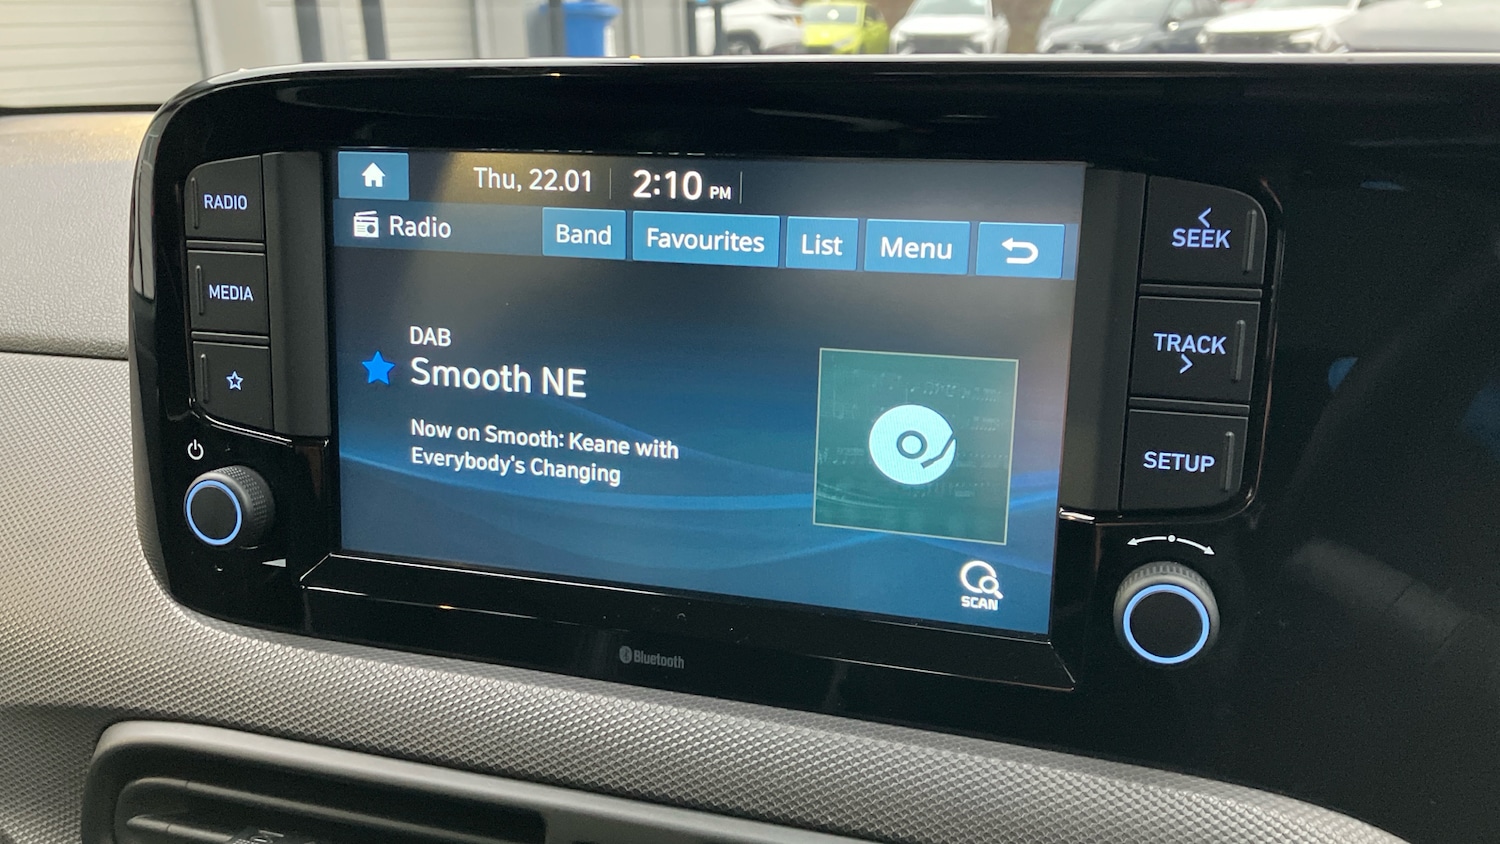 Thu, 22.01 2:10 PM
RADIO
Radio Band Favourites List Menu
SEEK
MEDIA
DAB
Smooth NE
TRACK
Now on Smooth: Keane with
Everybody's Changing
SETUP
SCAN
Bluetooth